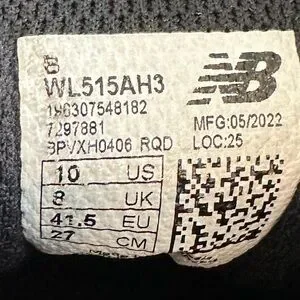 B
WL515AH3
NB
196307548182
7297881
MFG:05/2022
BPVXH0406 RQD
LOC:25
10 US
8 UK
41.5 EU
27 CM